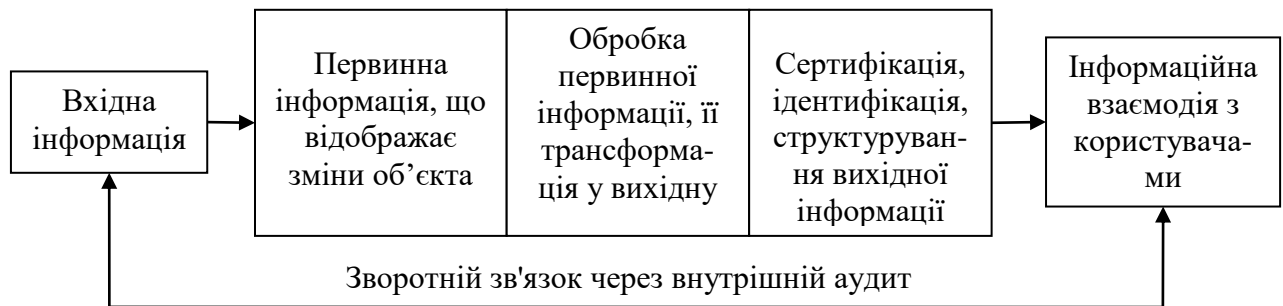 Вхідна
інформація
Первинна
інформація, що
відображає
зміни об’єкта
Обробка
первинної
інформації, її
трансформа-
ція у вихідну
Сертифікація,
ідентифікація,
структуруван-
ня вихідної
інформації
Інформаційна
взаємодія з
користувача-
ми
Зворотній зв'язок через внутрішній аудит